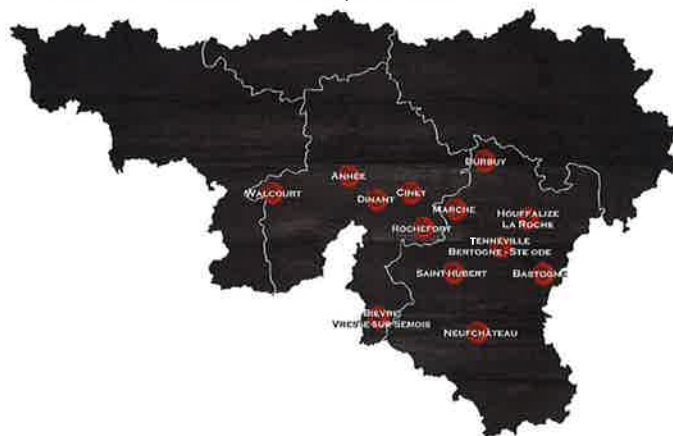 Durbuy
Anhée
Walcourt
Ciney
Dinant
Marche
Houffalize
La Roche
Rochefort
Tenneville
Bertogne - Ste ode
Saint-Hubert
Bastogne
Bièvre
Vresse-sur-Semois
Neufchâteau